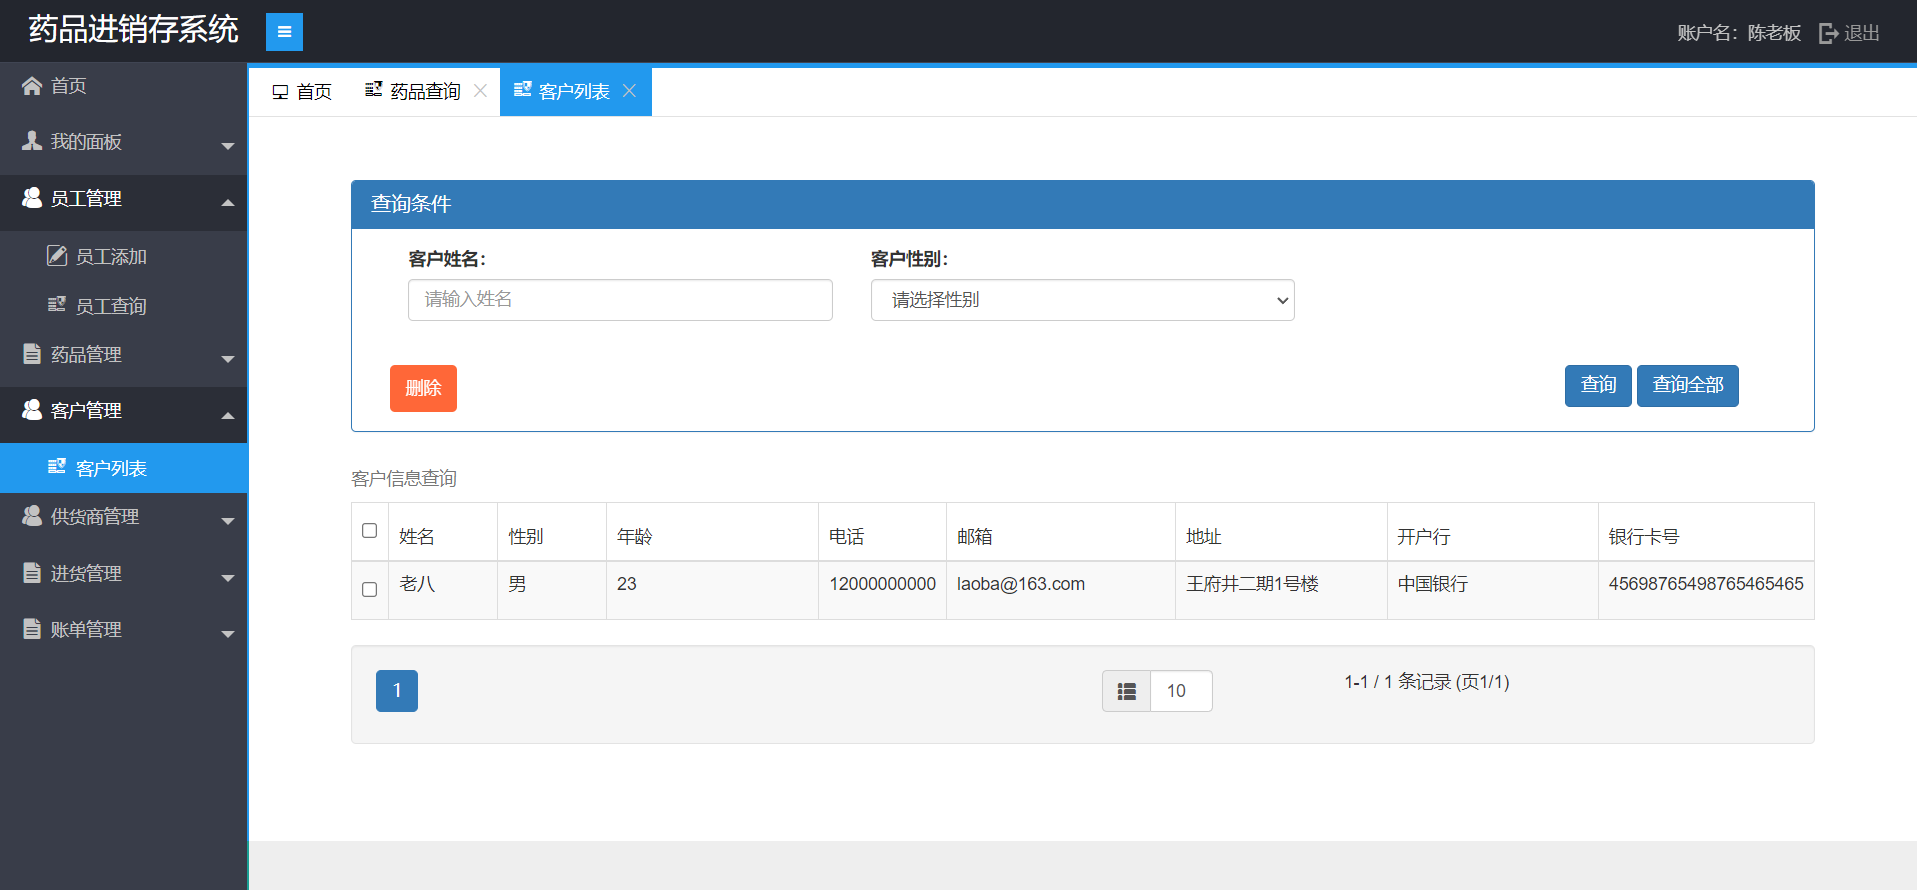 药品进销存系统
账户名：陈老板 退出
首页
我的面板
员工管理
员工添加
员工查询
药品管理
客户管理
客户列表
供货商管理
进货管理
账单管理
首页 药品查询 客户列表
查询条件
客户姓名： 客户性别：
请输入姓名 请选择性别
删除 查询 查询全部
客户信息查询
姓名 性别 年龄 电话 邮箱 地址 开户行 银行卡号
老八 男 23 12000000000 laoba@163.com 王府井二期1号楼 中国银行 45698765498765465465
1 10 1-1 / 1 条记录 (页1/1)